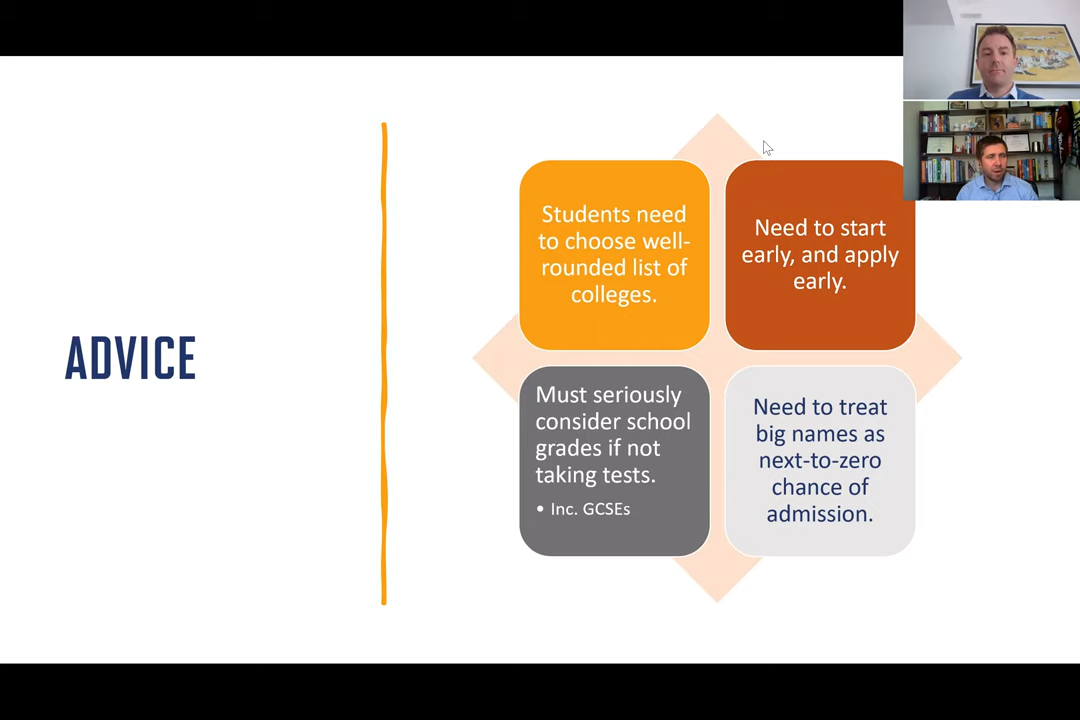 ADVICE
Students need
to choose well-
rounded list of
colleges.
Need to start
early, and apply
early.
Must seriously
consider school
grades if not
taking tests.
• Inc. GCSEs
Need to treat
big names as
next-to-zero
chance of
admission.